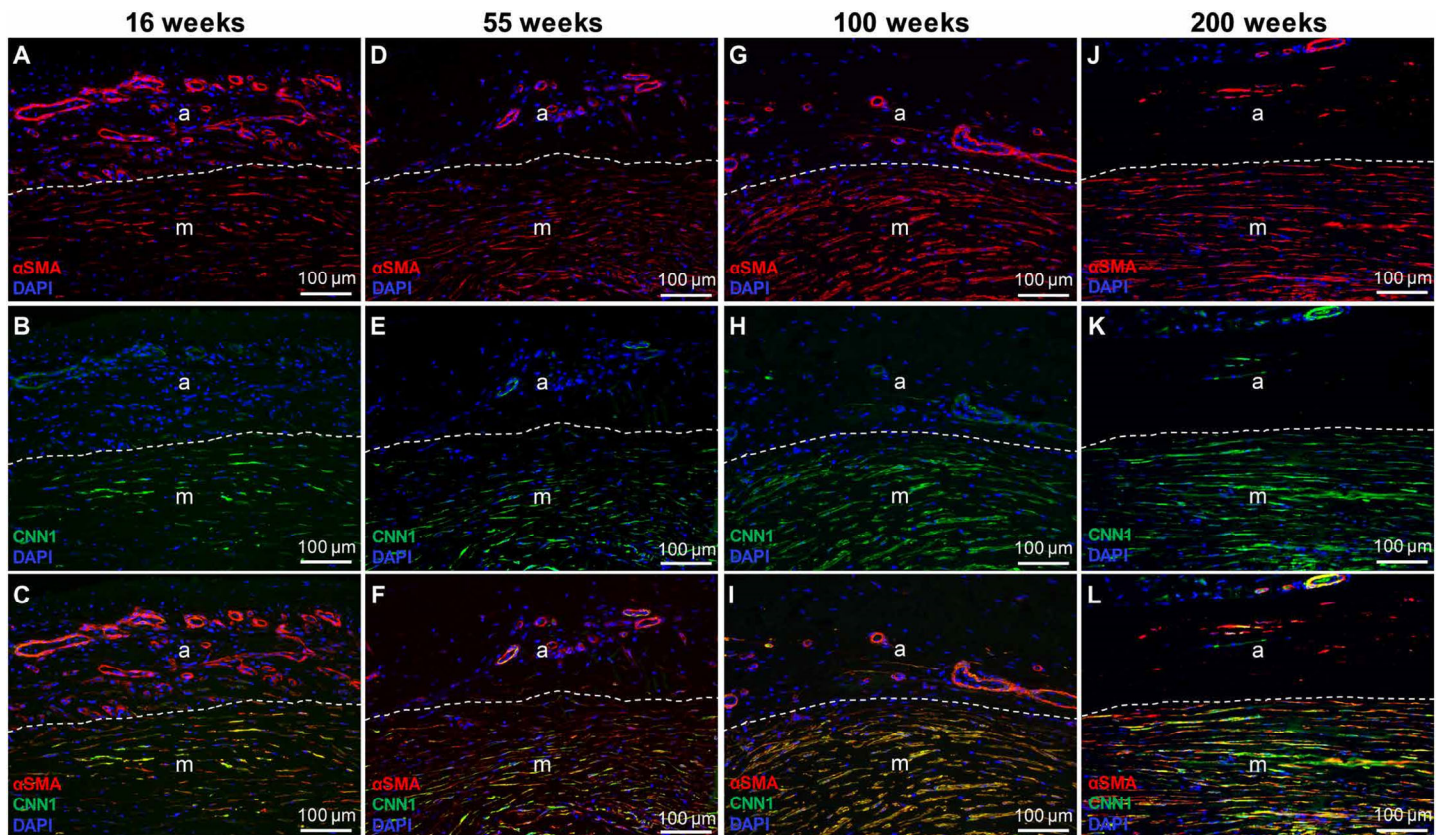 16 weeks 55 weeks 100 weeks 200 weeks
A
a
m
αSMA
DAPI
100 µm
D
a
m
αSMA
DAPI
100 µm
G
a
m
αSMA
DAPI
100 µm
J
a
m
αSMA
DAPI
100 µm
B
a
m
CNN1
DAPI
100 µm
E
a
m
CNN1
DAPI
100 µm
H
a
m
CNN1
DAPI
100 µm
K
a
m
CNN1
DAPI
100 µm
C
a
m
αSMA
CNN1
DAPI
100 µm
F
a
m
αSMA
CNN1
DAPI
100 µm
I
a
m
αSMA
CNN1
DAPI
100 µm
L
a
m
αSMA
CNN1
DAPI
100 µm